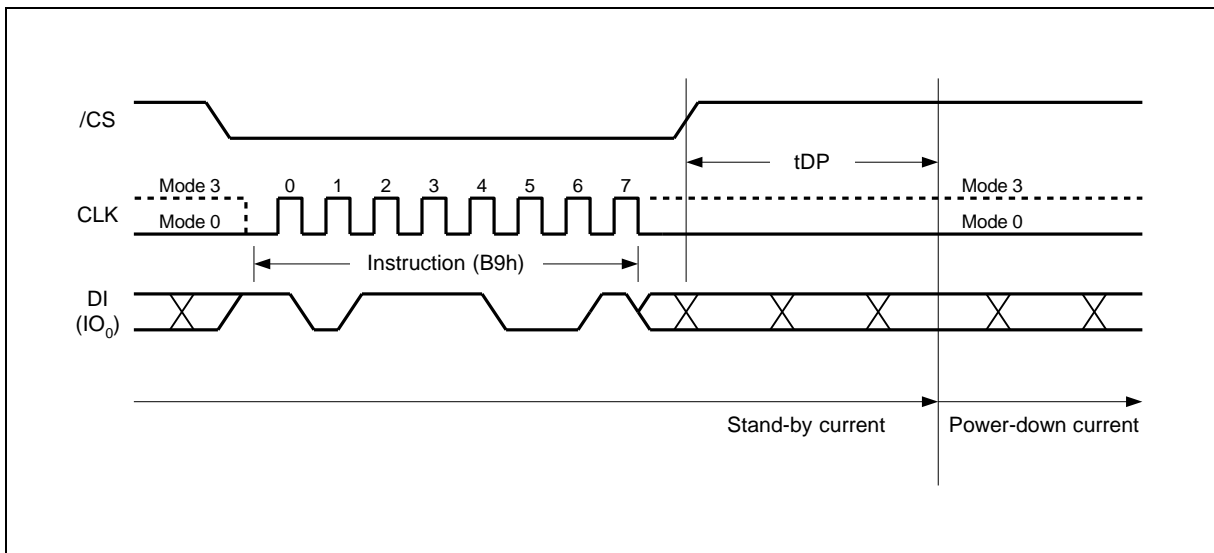 /CS
tDP
Mode 3 0 1 2 3 4 5 6 7 Mode 3
CLK
Mode 0 Mode 0
Instruction (B9h)
DI
(IO0)
Stand-by current Power-down current